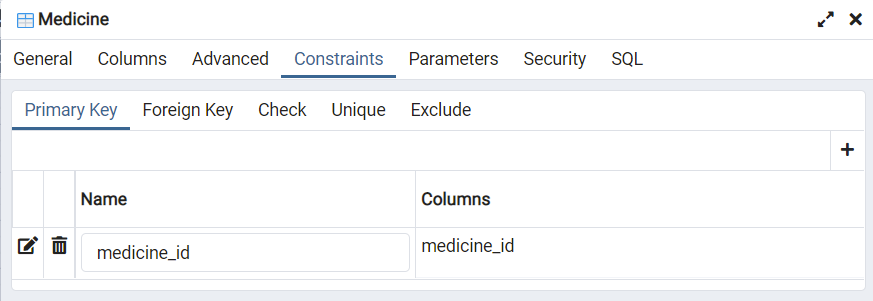 Medicine
General Columns Advanced Constraints Parameters Security SQL
Primary Key Foreign Key Check Unique Exclude
Name Columns
medicine_id medicine_id